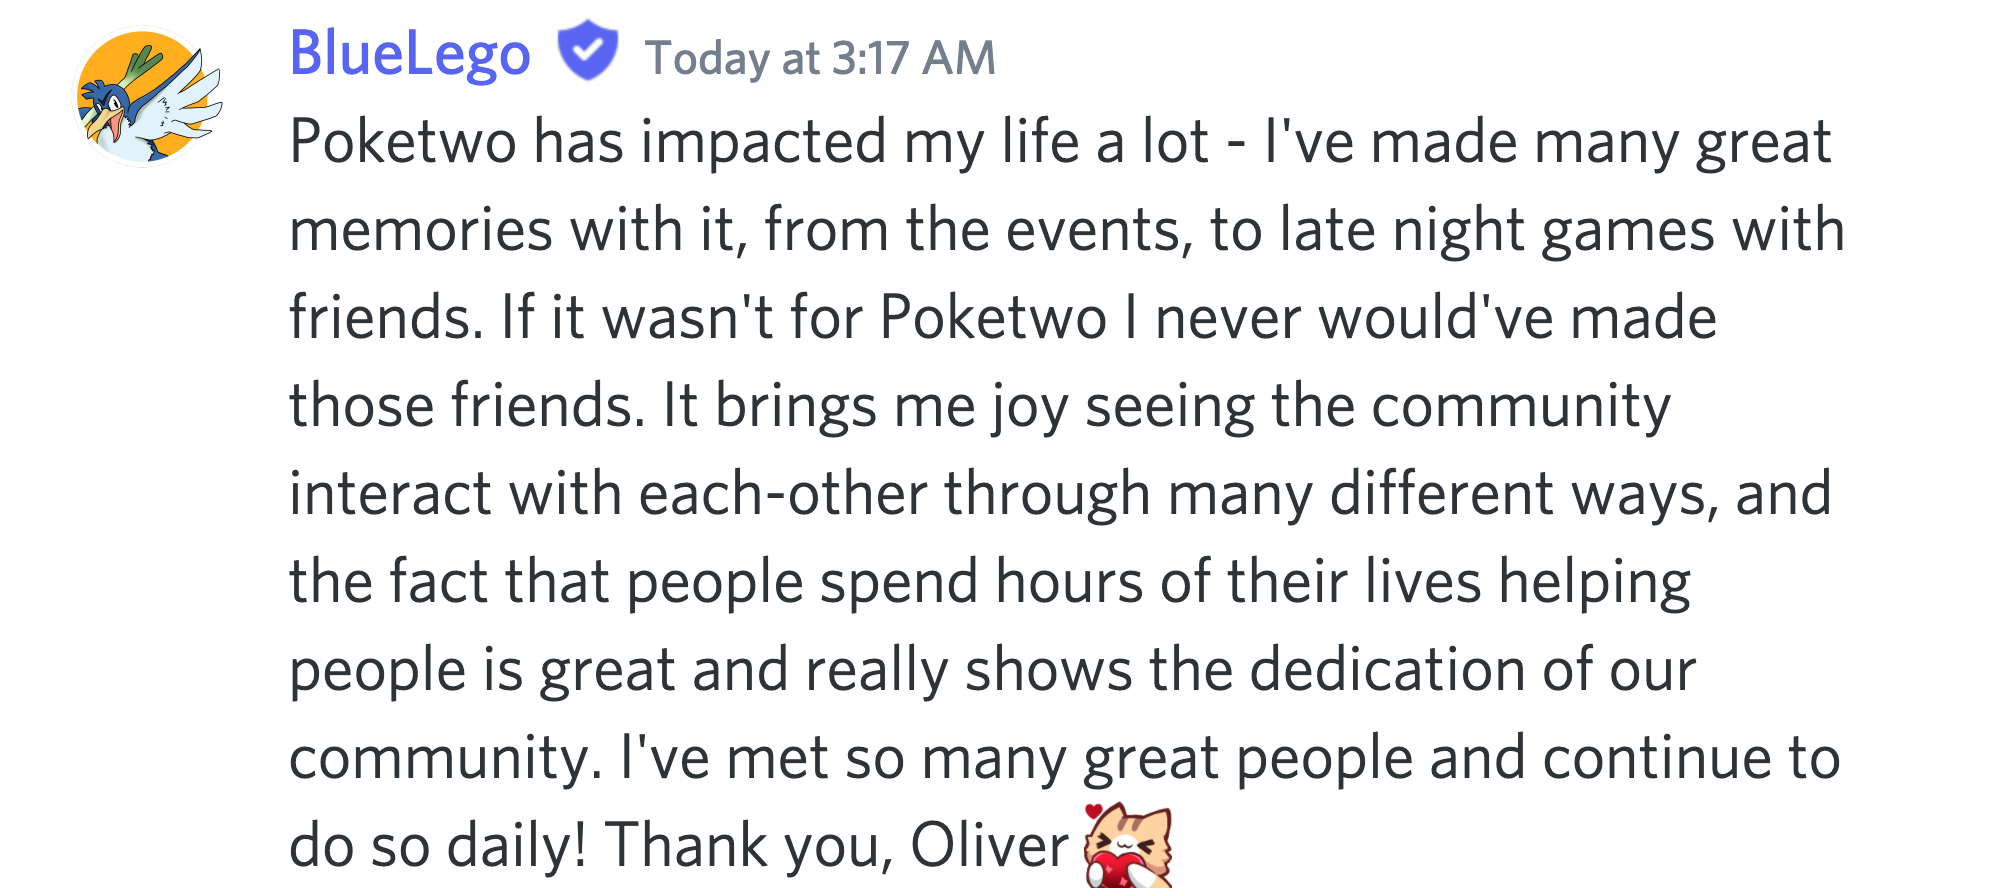 BlueLego Today at 3:17 AM
Poketwo has impacted my life a lot - I've made many great
memories with it, from the events, to late night games with
friends. If it wasn't for Poketwo I never would've made
those friends. It brings me joy seeing the community
interact with each-other through many different ways, and
the fact that people spend hours of their lives helping
people is great and really shows the dedication of our
community. I've met so many great people and continue to
do so daily! Thank you, Oliver